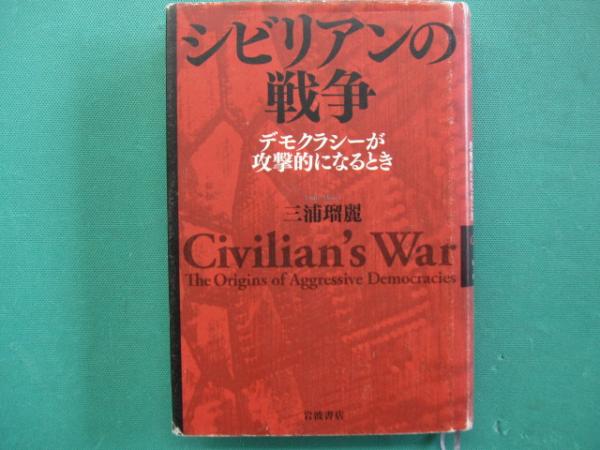 シビリアンの
戦争
デモクラシーが
攻撃的になるとき
三浦瑠麗
Civilian's War
The Origins of Aggressive Democracies
岩波書店